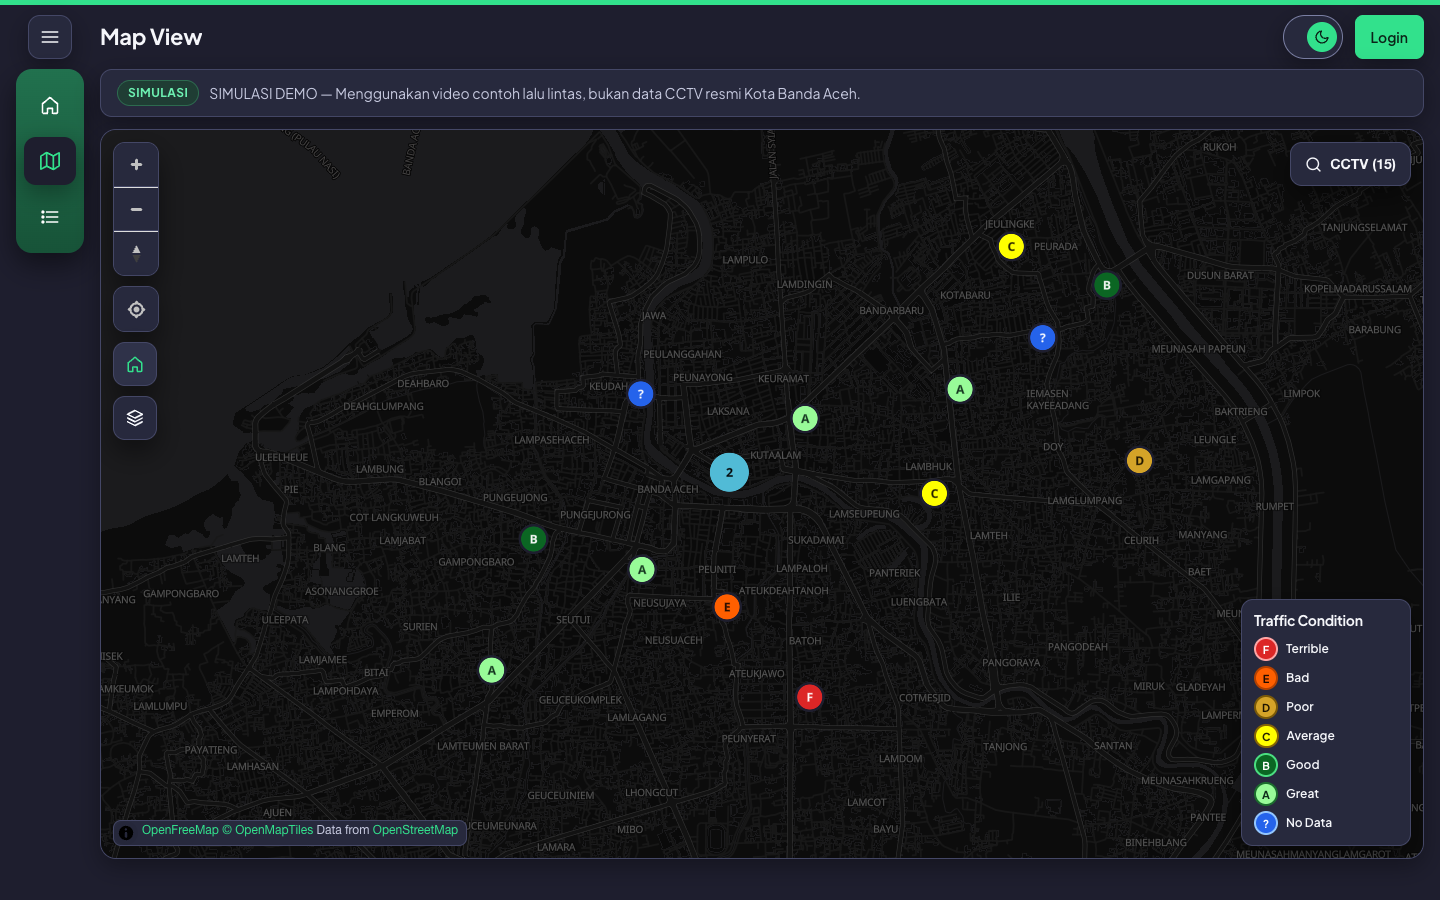 Map View
Login
SIMULASI SIMULASI DEMO — Menggunakan video contoh lalu lintas, bukan data CCTV resmi Kota Banda Aceh.
CCTV (15)
RUKOH
JEULINGKE
C
PEURADA
TANJUNGSELAMAT
LAMPULO
LAMDINGIN
DUSUN BARAT
B
KOTABARU
KOPELMADARUSSALAM
BANDARBARU
JAWA
BARABUNG
?
MEUNASAH PAPEUN
PEULANGGAHAN
PEUNAYONG
KEURAMAT
DEAHBARO
KEUDAH
?
A
IEMASEN
KAYEEADANG
LIMPOK
DEAHGLUMPANG
LAKSANA
A
BAKTRIENG
LAMPASEHACEH
LEUNGLE
DOY
ULEELHEUE
KUTAALAM
D
LAMBUNG
2
LAMBHUK
BLANGOI
LAMGAPANG
PIE
BANDA ACEH
C
PUNGEUJONG
LAMGLUMPANG
RUMPET
COT LANGKUWEUH
PUNGEJURONG
LAMSEUPEUNG
LAMTEH
MANYANG
BLANG
LAMJABAT
B
SUKADAMAI
CEURIH
LAMTEH
GAMPONGBARO
A
PEUNITI
LAMPALOH
PANTERIEK
BAET
ASONANGGROE
GAMPONGBARO
ATEUKDEAHTANOH
ILIE
NEUSUJAYA
E
LUENGBATA
ULEEPATA
SEUTUI
SURIEN
NEUSUACEH
BATOH
PANGODEAH
LAMJAMEE
PANGORAYA
BITAI
A
ATEUKJAWO
LAMPOHDAYA
MIRUK
GLADEYAH
LAMLUMPU
GEUCEUKOMPLEK
F
COTMESJID
EMPEROM
LAMLAGANG
PAYATIENG
LAMTEUMEN BARAT
PEUNYERAT
TANJONG
SANTAN
LAMHASAN
LAMDOM
MEUNASAHKRUENG
GEUCEUINIEM
LHONGCUT
LAMCOT
AJUEN
PANTEE
MIBO
BAYU
LAMARA
BINEHBLANG
MEUNASAHMANYANGLAMGAROT
Traffic Condition
F Terrible
E Bad
D Poor
C Average
B Good
A Great
? No Data
OpenFreeMap © OpenMapTiles Data from OpenStreetMap